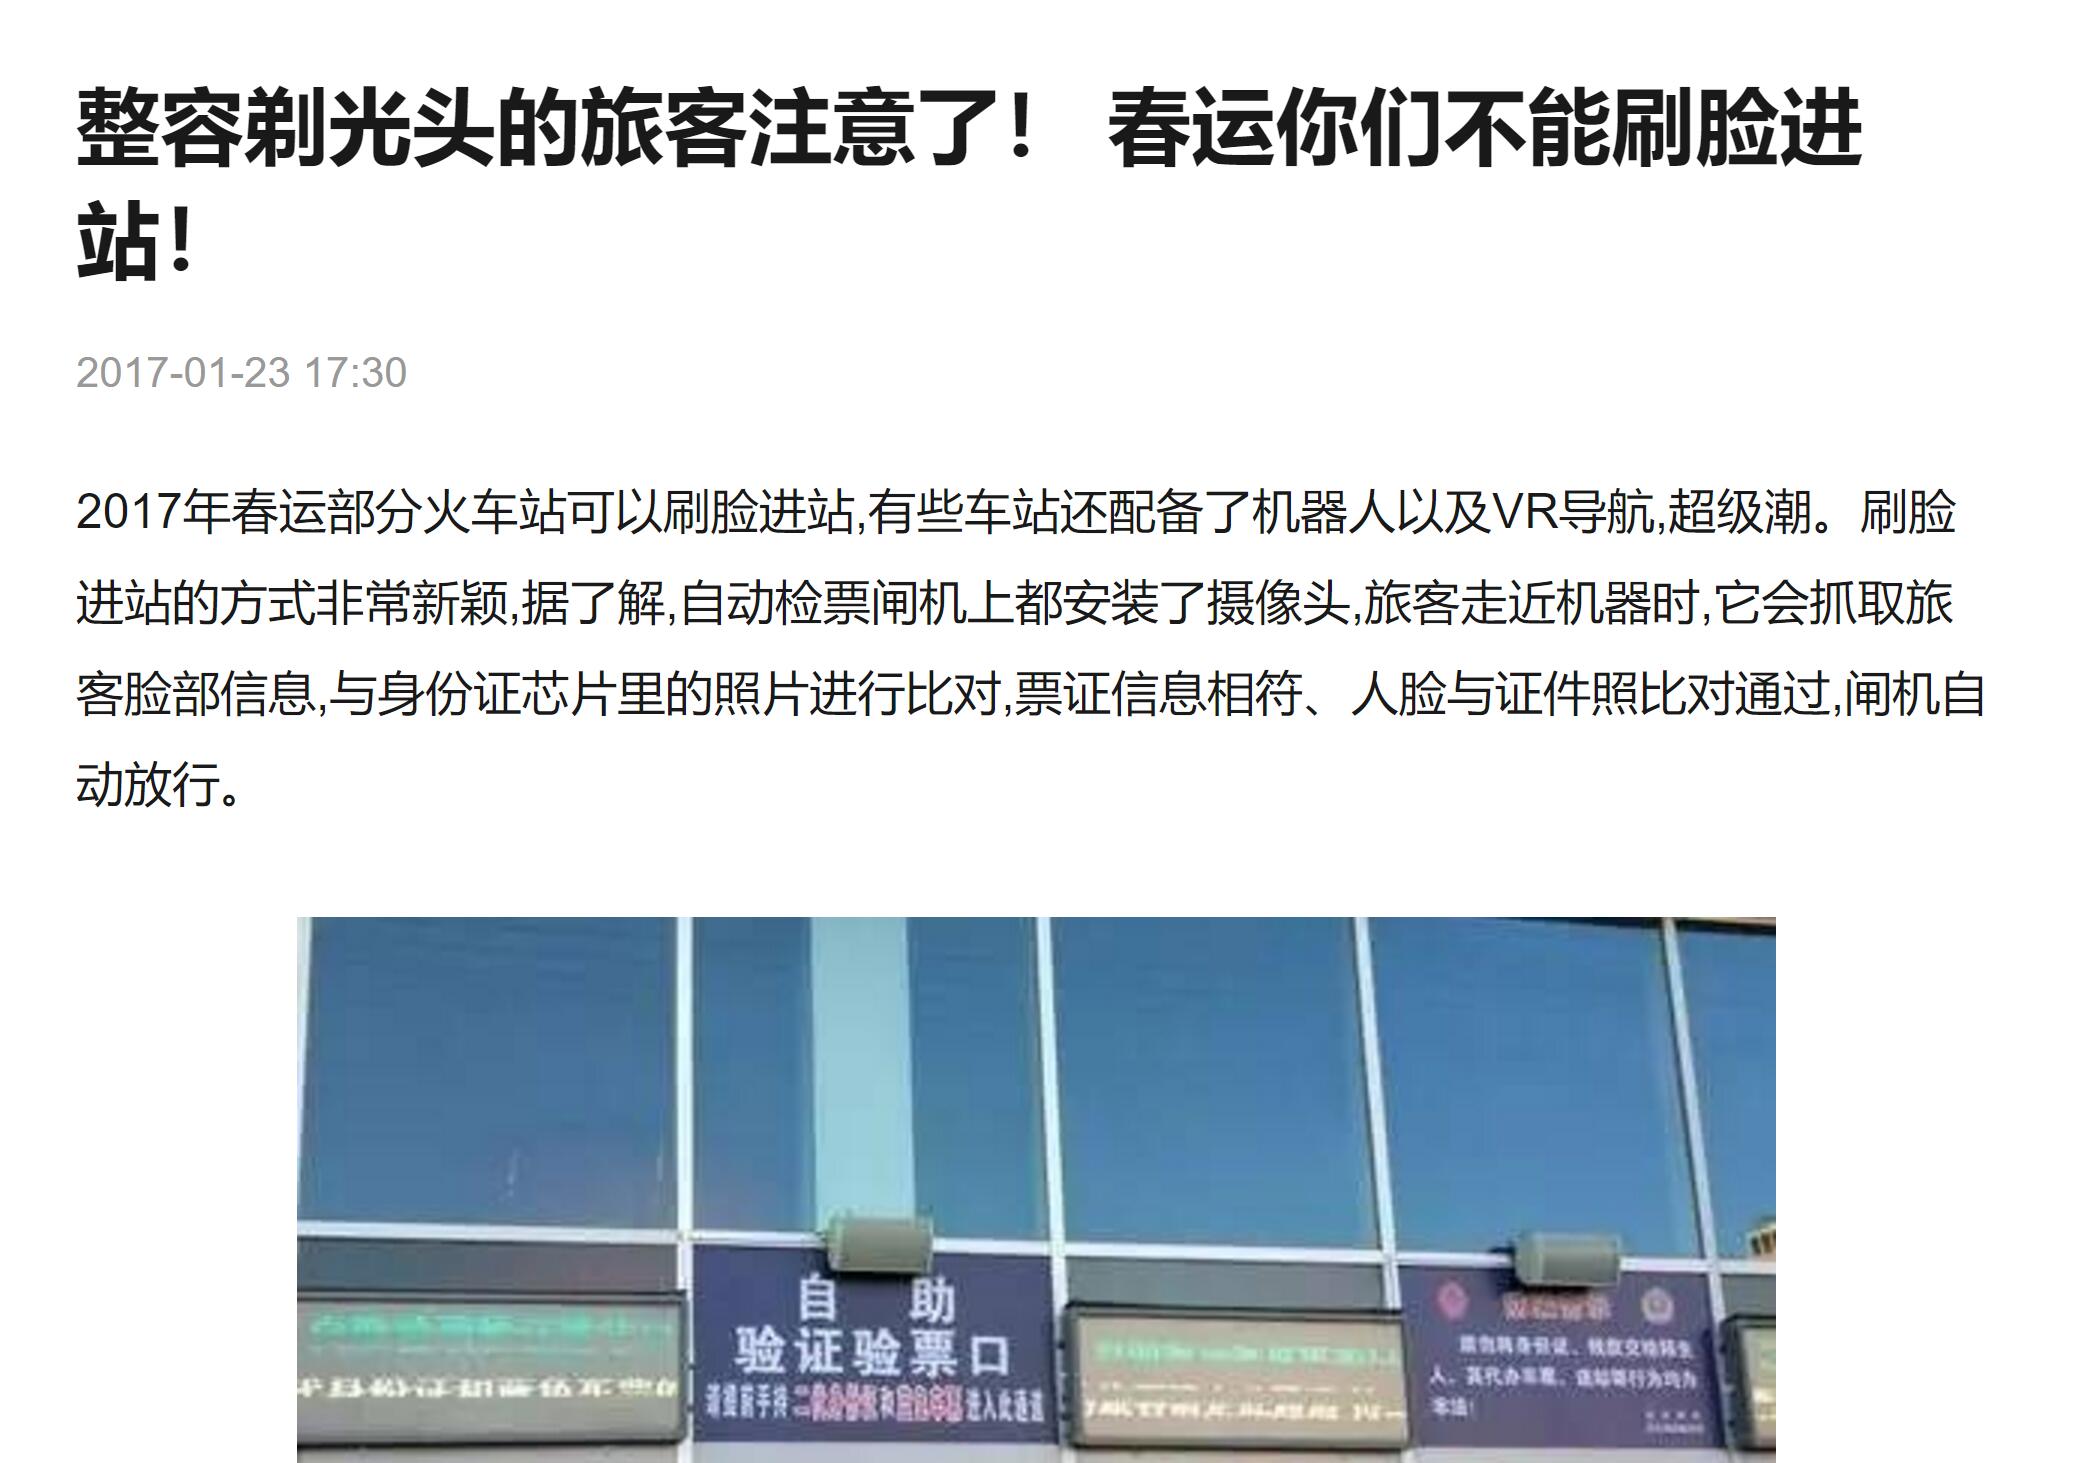 整容剃光头的旅客注意了！ 春运你们不能刷脸进
站！
2017-01-23 17:30
2017年春运部分火车站可以刷脸进站,有些车站还配备了机器人以及VR导航,超级潮。刷脸
进站的方式非常新颖,据了解,自动检票闸机上都安装了摄像头,旅客走近机器时,它会抓取旅
客脸部信息,与身份证芯片里的照片进行比对,票证信息相符、人脸与证件照比对通过,闸机自
动放行。
自 助
验证验票口
进入此通道